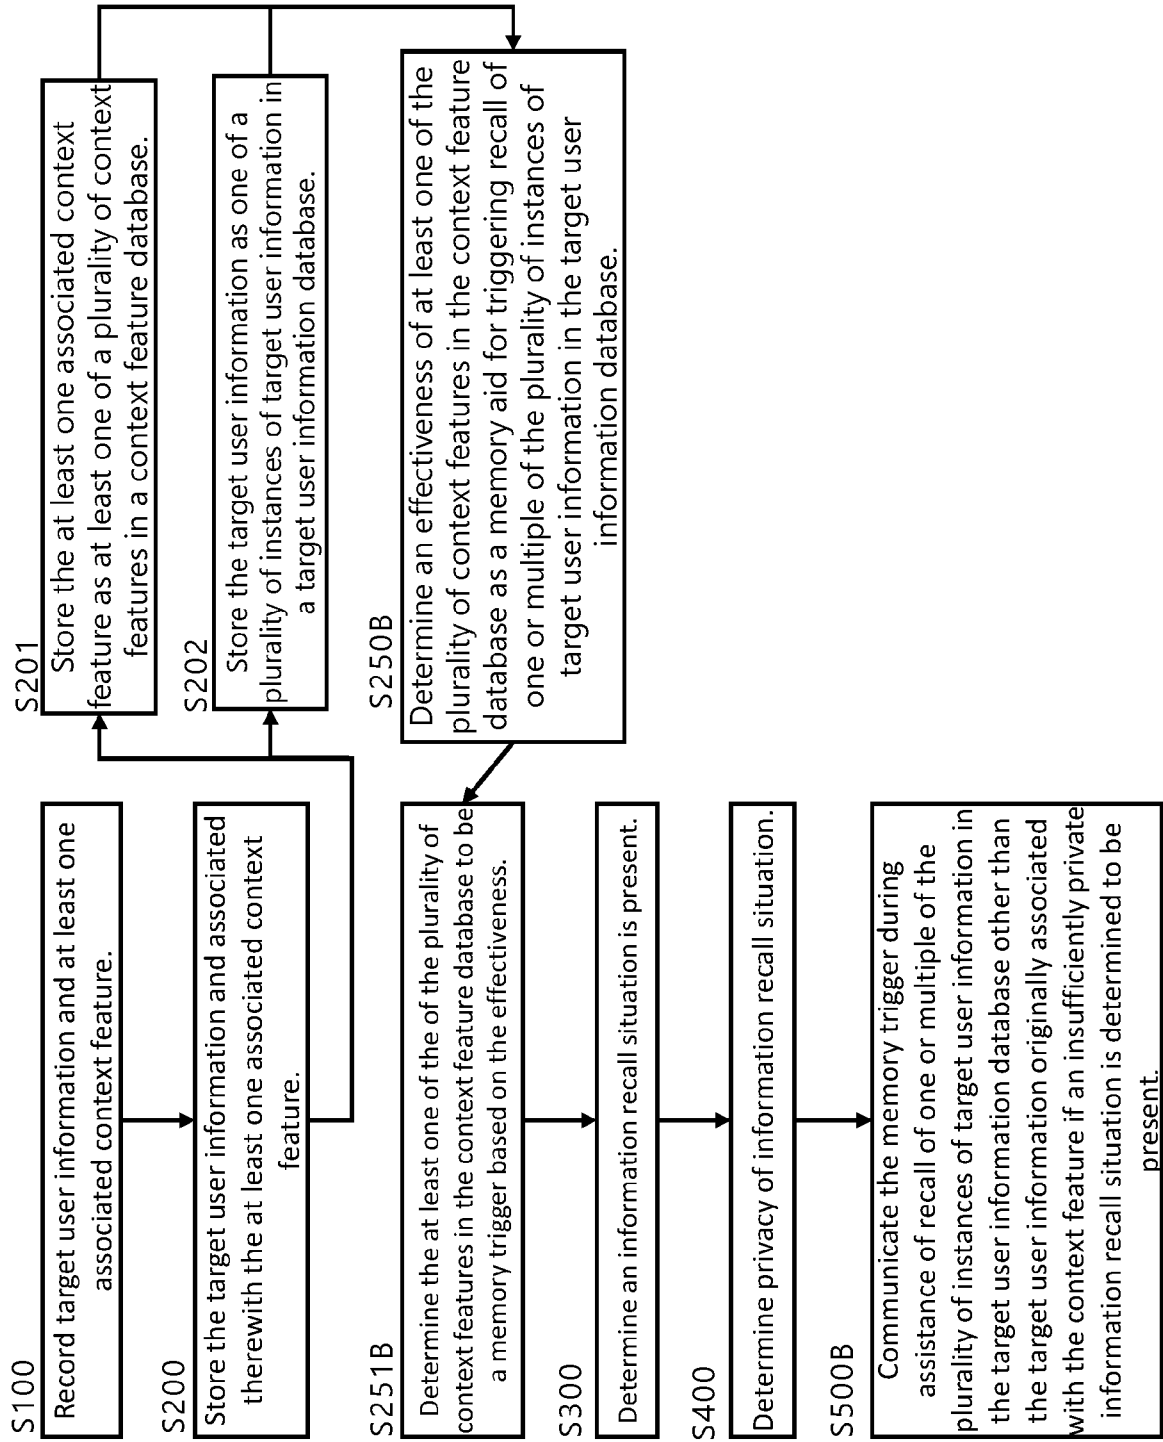 S100
Record target user information and at least one
associated context feature.
S200
Store the target user information and associated
therewith the at least one associated context
feature.
S201
Store the at least one associated context
feature as at least one of a plurality of context
features in a context feature database.
S202
Store the target user information as one of a
plurality of instances of target user information in
a target user information database.
S250B
Determine an effectiveness of at least one of the
plurality of context features in the context feature
database as a memory aid for triggering recall of
one or multiple of the plurality of instances of
target user information in the target user
information database.
S251B
Determine the at least one of the of the plurality of
context features in the context feature database to be
a memory trigger based on the effectiveness.
S300
Determine an information recall situation is present.
S400
Determine privacy of information recall situation.
S500B
Communicate the memory trigger during
assistance of recall of one or multiple of the
plurality of instances of target user information in
the target user information database other than
the target user information originally associated
with the context feature if an insufficiently private
information recall situation is determined to be
present.